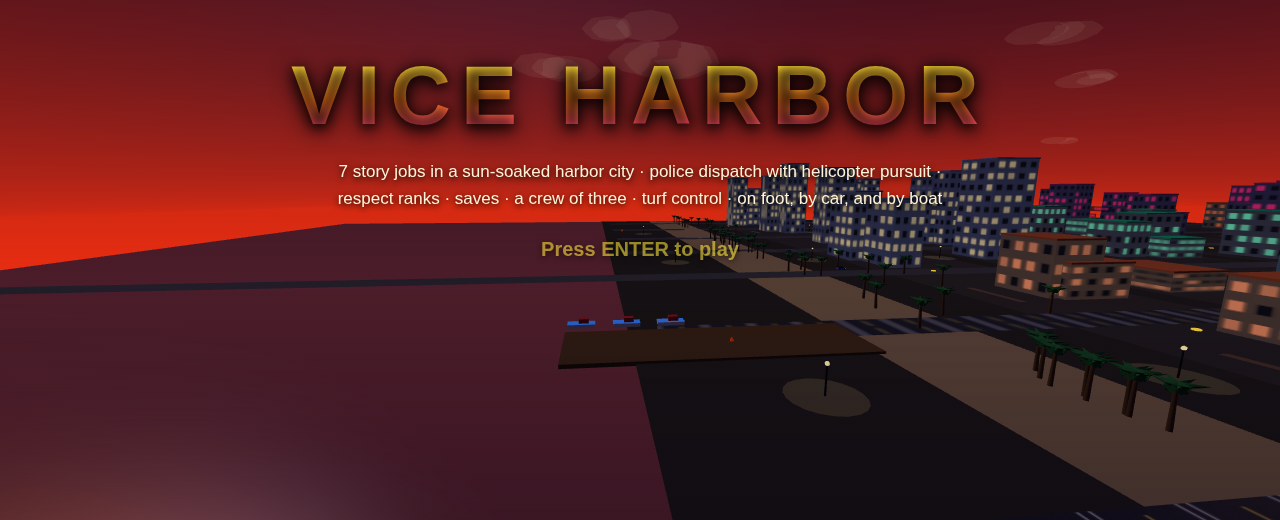 VICE HARBOR
7 story jobs in a sun-soaked harbor city · police dispatch with helicopter pursuit ·
respect ranks · saves · a crew of three · turf control · on foot, by car, and by boat
Press ENTER to play